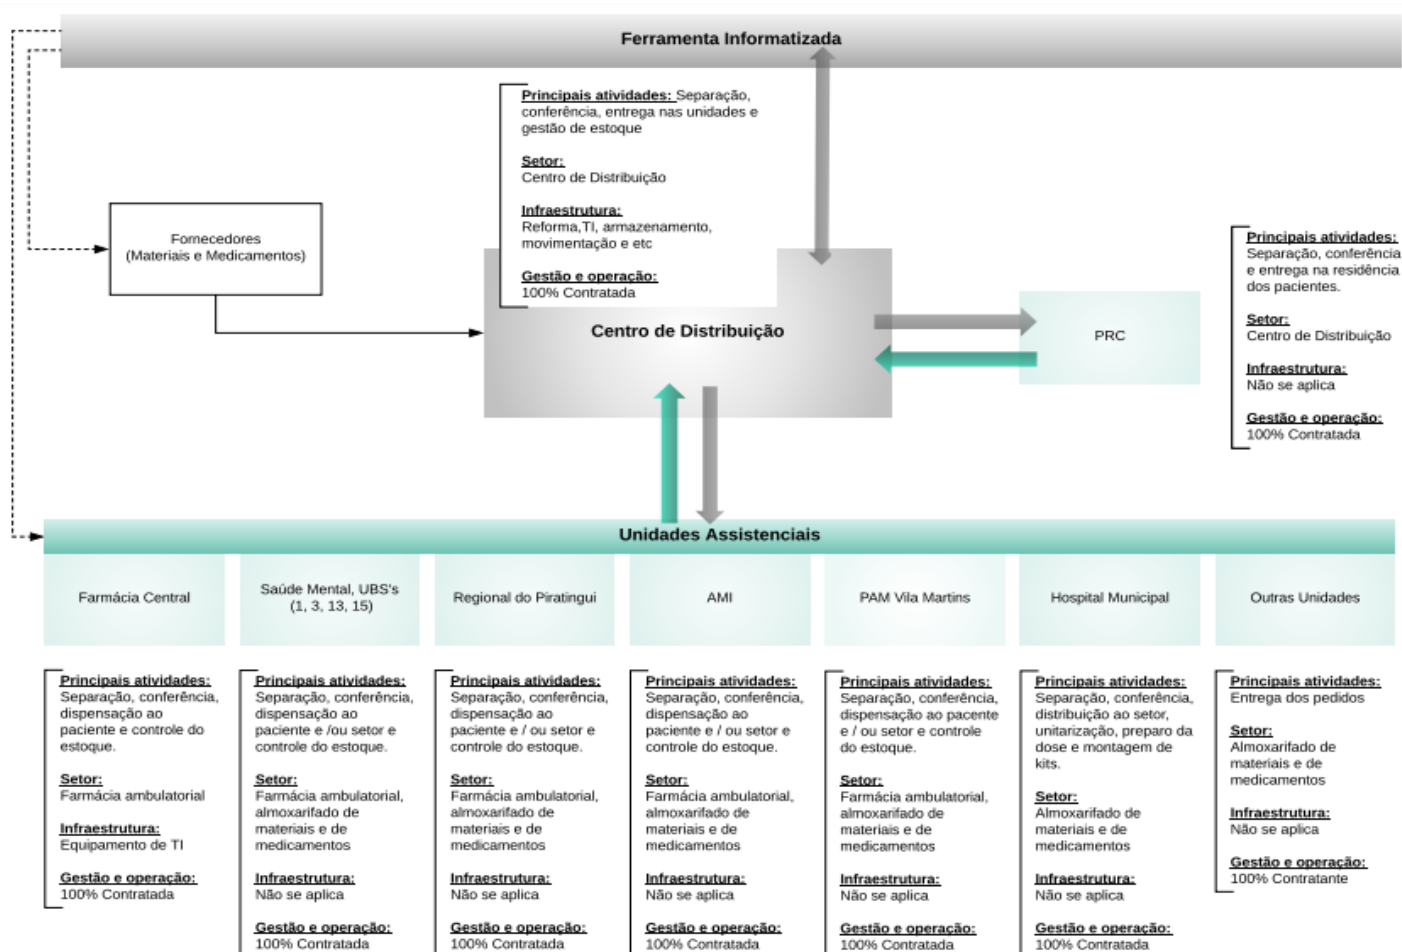 Ferramenta Informatizada
Principais atividades: Separação,
conferência, entrega nas unidades e
gestão de estoque
Setor:
Centro de Distribuição
Infraestrutura:
Reforma,TI, armazenamento,
movimentação e etc
Gestão e operação:
100% Contratada
Fornecedores
(Materiais e Medicamentos)
Centro de Distribuição
PRC
Principais atividades:
Separação, conferência
e entrega na residência
dos pacientes.
Setor:
Centro de Distribuição
Infraestrutura:
Não se aplica
Gestão e operação:
100% Contratada
Unidades Assistenciais
Farmácia Central
Saúde Mental, UBS's
(1, 3, 13, 15)
Regional do Piratingui
AMI
PAM Vila Martins
Hospital Municipal
Outras Unidades
Principais atividades:
Separação, conferência,
dispensação ao
paciente e controle do
estoque.
Setor:
Farmácia ambulatorial
Infraestrutura:
Equipamento de TI
Gestão e operação:
100% Contratada
Principais atividades:
Separação, conferência,
dispensação ao
paciente e /ou setor e
controle do estoque.
Setor:
Farmácia ambulatorial,
almoxarifado de
materiais e de
medicamentos
Infraestrutura:
Não se aplica
Gestão e operação:
100% Contratada
Principais atividades:
Separação, conferência,
dispensação ao
paciente e / ou setor e
controle do estoque.
Setor:
Farmácia ambulatorial,
almoxarifado de
materiais e de
medicamentos
Infraestrutura:
Não se aplica
Gestão e operação:
100% Contratada
Principais atividades:
Separação, conferência,
dispensação ao
paciente e / ou setor e
controle do estoque.
Setor:
Farmácia ambulatorial,
almoxarifado de
materiais e de
medicamentos
Infraestrutura:
Não se aplica
Gestão e operação:
100% Contratada
Principais atividades:
Separação, conferência,
dispensação ao pacente
e / ou setor e controle
do estoque.
Setor:
Farmácia ambulatorial,
almoxarifado de
materiais e de
medicamentos
Infraestrutura:
Não se aplica
Gestão e operação:
100% Contratada
Principais atividades:
Separação, conferência,
distribuição ao setor,
unitarização, preparo da
dose e montagem de
kits.
Setor:
Almoxarifado de
materiais e de
medicamentos
Infraestrutura:
Não se aplica
Gestão e operação:
100% Contratada
Principais atividades:
Entrega dos pedidos
Setor:
Almoxarifado de
materiais e de
medicamentos
Infraestrutura:
Não se aplica
Gestão e operação:
100% Contratante